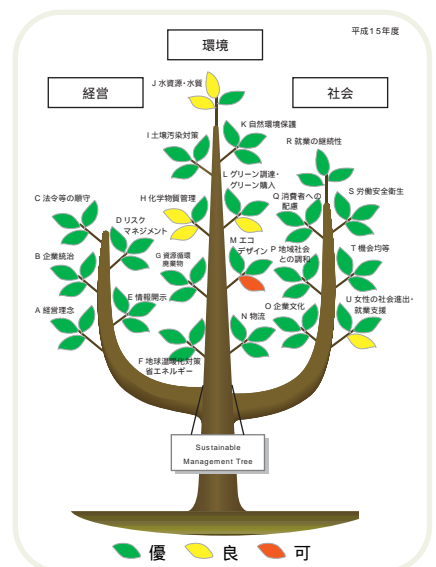 平成15年度
環境
経営
社会
J 水資源・水質
K 自然環境保護
I 土壌汚染対策
R 就業の継続性
L グリーン調達・
グリーン購入
C 法令等の順守
H 化学物質管理
Q 消費者への
配慮
S 労働安全衛生
D リスク
マネジメント
M エコ
デザイン
P 地域社会
との調和
T 機会均等
B 企業統治
G 資源循環
廃棄物
E 情報開示
U 女性の社会進出・
就業支援
A 経営理念
O 企業文化
N 物流
F 地球温暖化対策
省エネルギー
Sustainable
Management Tree
優 良 可